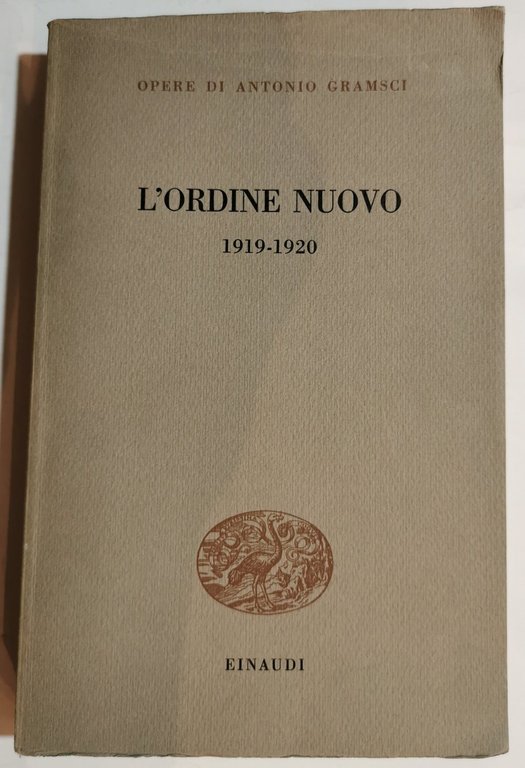 OPERE DI ANTONIO GRAMSCI
L'ORDINE NUOVO
1919-1920
EINAUDI